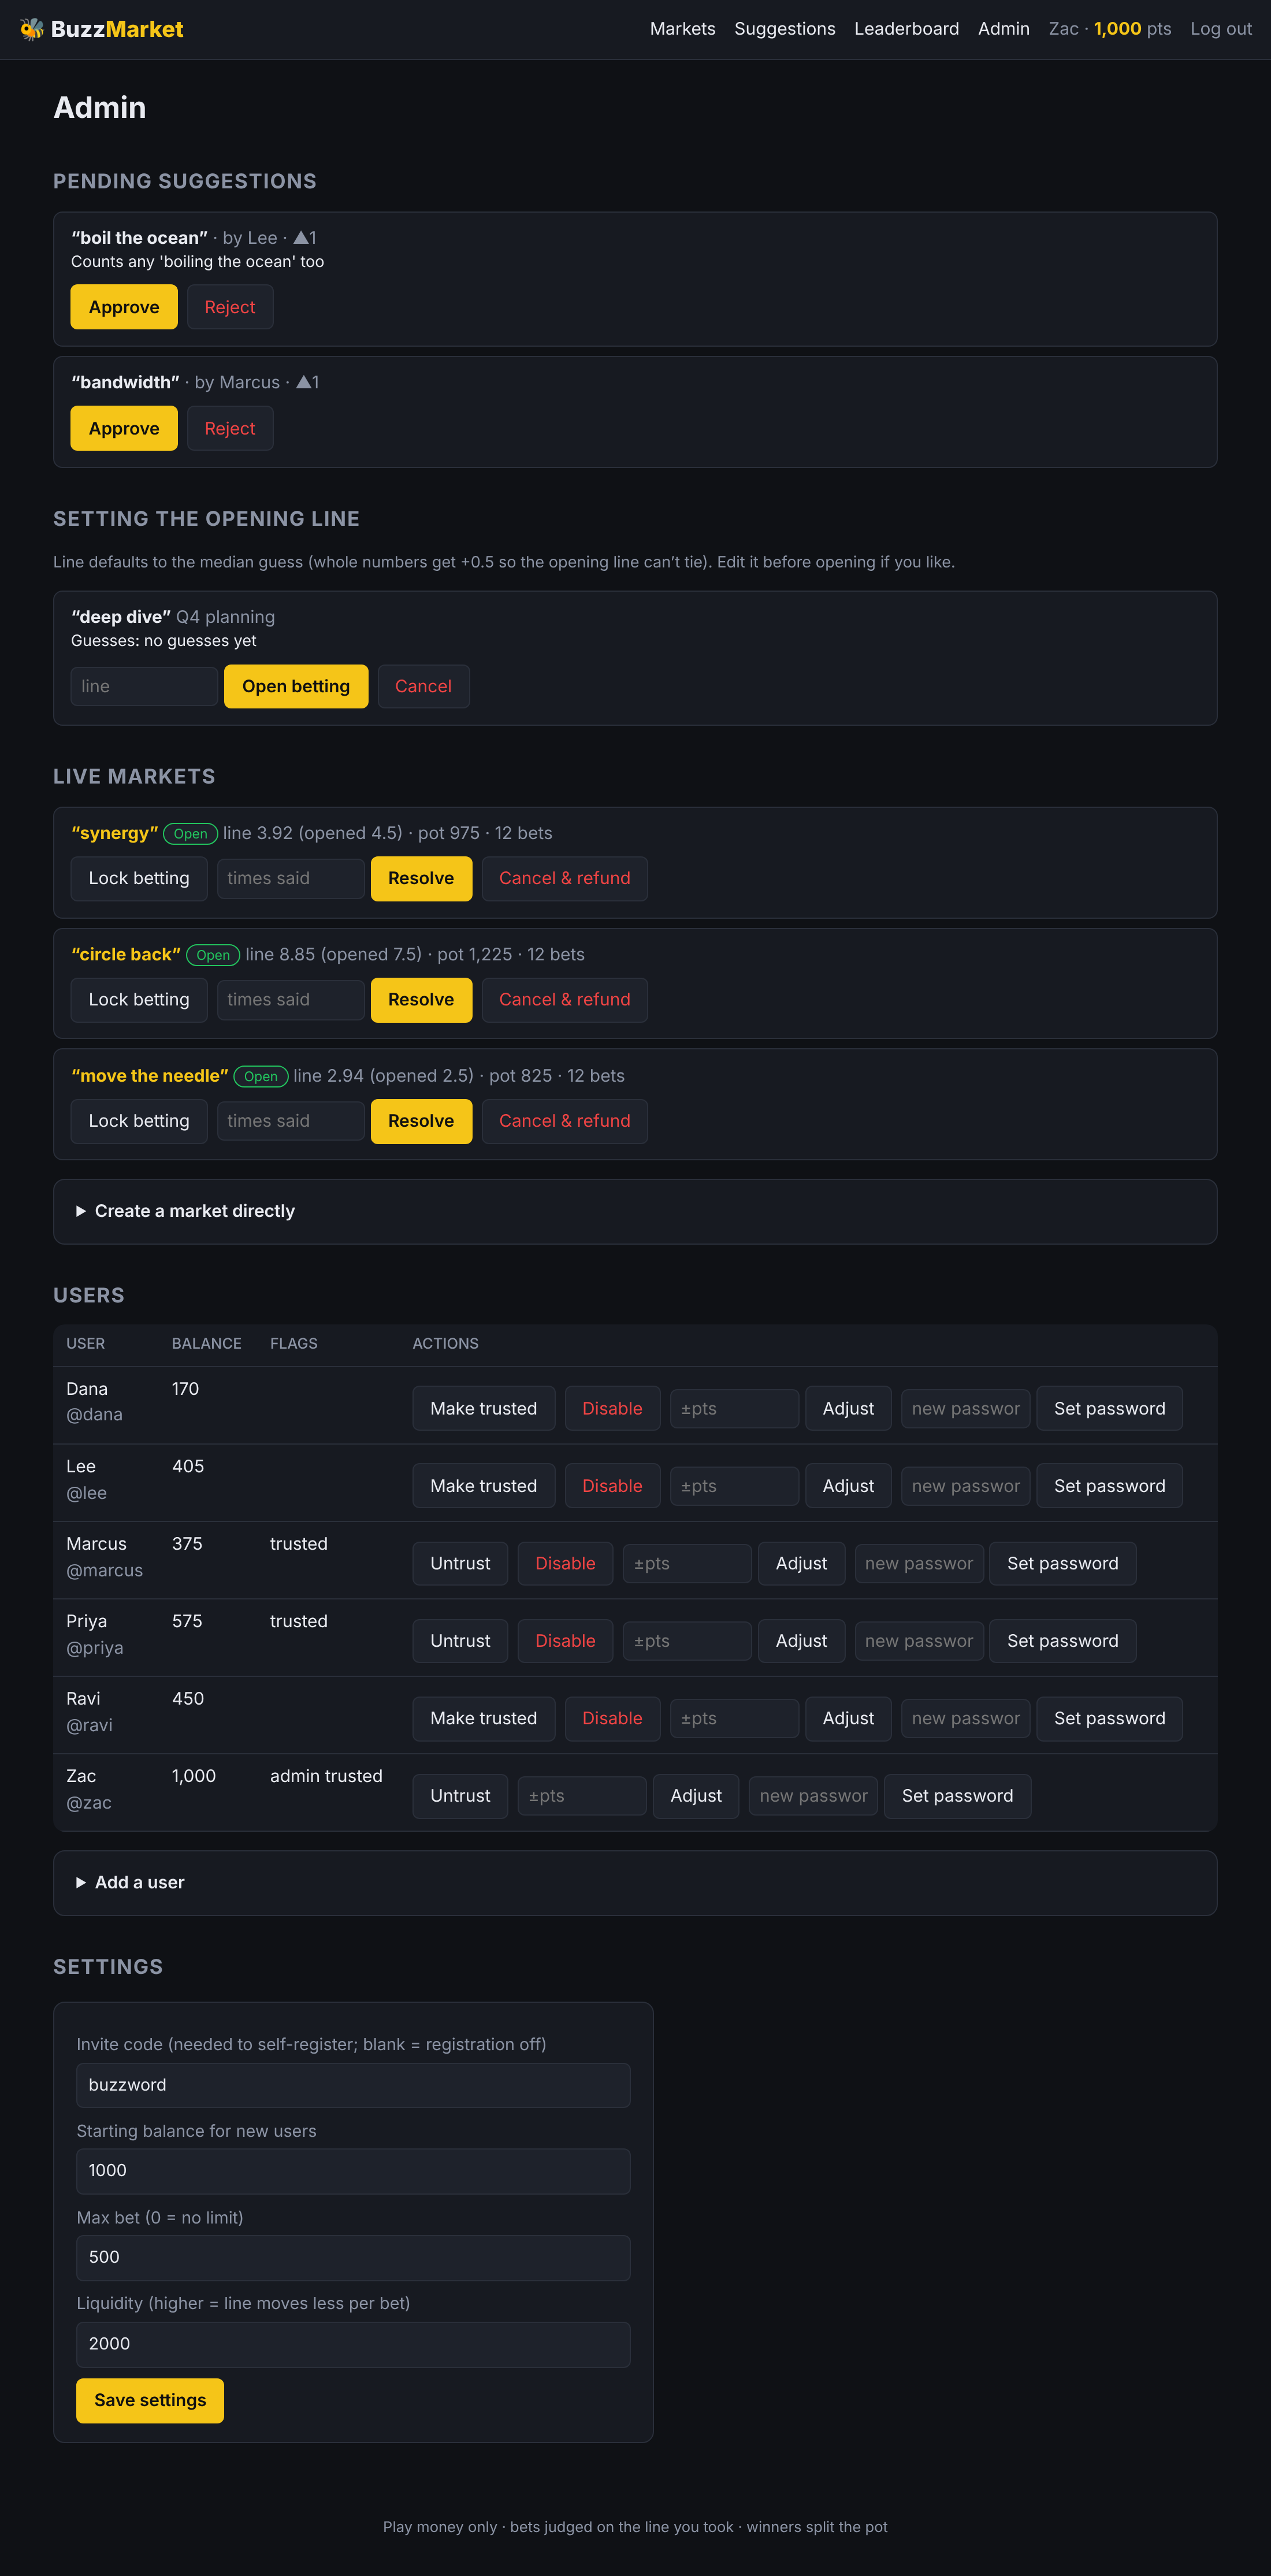 BuzzMarket
Markets Suggestions Leaderboard Admin Zac · 1,000 pts Log out
Admin
PENDING SUGGESTIONS
“boil the ocean” · by Lee · ▲1
Counts any 'boiling the ocean' too
Approve Reject
“bandwidth” · by Marcus · ▲1
Approve Reject
SETTING THE OPENING LINE
Line defaults to the median guess (whole numbers get +0.5 so the opening line can’t tie). Edit it before opening if you like.
“deep dive” Q4 planning
Guesses: no guesses yet
line Open betting Cancel
LIVE MARKETS
“synergy” Open line 3.92 (opened 4.5) · pot 975 · 12 bets
Lock betting times said Resolve Cancel & refund
“circle back” Open line 8.85 (opened 7.5) · pot 1,225 · 12 bets
Lock betting times said Resolve Cancel & refund
“move the needle” Open line 2.94 (opened 2.5) · pot 825 · 12 bets
Lock betting times said Resolve Cancel & refund
▶ Create a market directly
USERS
USER BALANCE FLAGS ACTIONS
Dana 170
@dana
Make trusted Disable ±pts Adjust new passwor Set password
Lee 405
@lee
Make trusted Disable ±pts Adjust new passwor Set password
Marcus 375 trusted
@marcus
Untrust Disable ±pts Adjust new passwor Set password
Priya 575 trusted
@priya
Untrust Disable ±pts Adjust new passwor Set password
Ravi 450
@ravi
Make trusted Disable ±pts Adjust new passwor Set password
Zac 1,000 admin trusted
@zac
Untrust ±pts Adjust new passwor Set password
▶ Add a user
SETTINGS
Invite code (needed to self-register; blank = registration off)
buzzword
Starting balance for new users
1000
Max bet (0 = no limit)
500
Liquidity (higher = line moves less per bet)
2000
Save settings
Play money only · bets judged on the line you took · winners split the pot